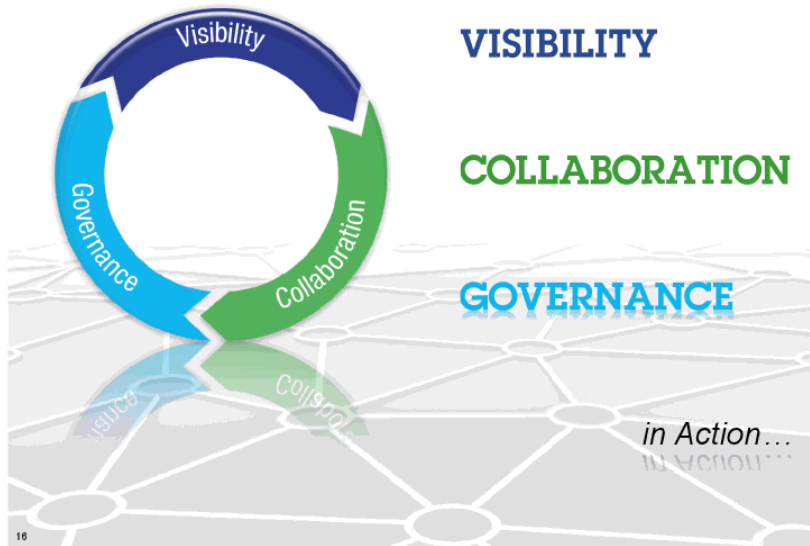 Visibility
Governance
Collaboration
VISIBILITY
COLLABORATION
GOVERNANCE
in Action...
16